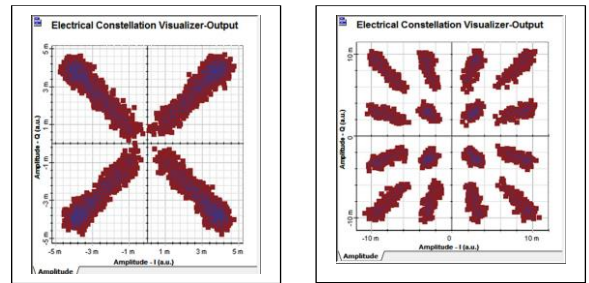 Electrical Constellation Visualizer-Output
Amplitude - Q (a.u.)
5 m
3 m
1 m
-1 m
-3 m
-5 m
-5 m -3 m -1 m 1 m 3 m 5 m
Amplitude - I (a.u.)
Amplitude
Electrical Constellation Visualizer-Output
Amplitude - Q (a.u.)
10 m
0
-10 m
-10 m 0 10 m
Amplitude - I (a.u.)
Amplitude